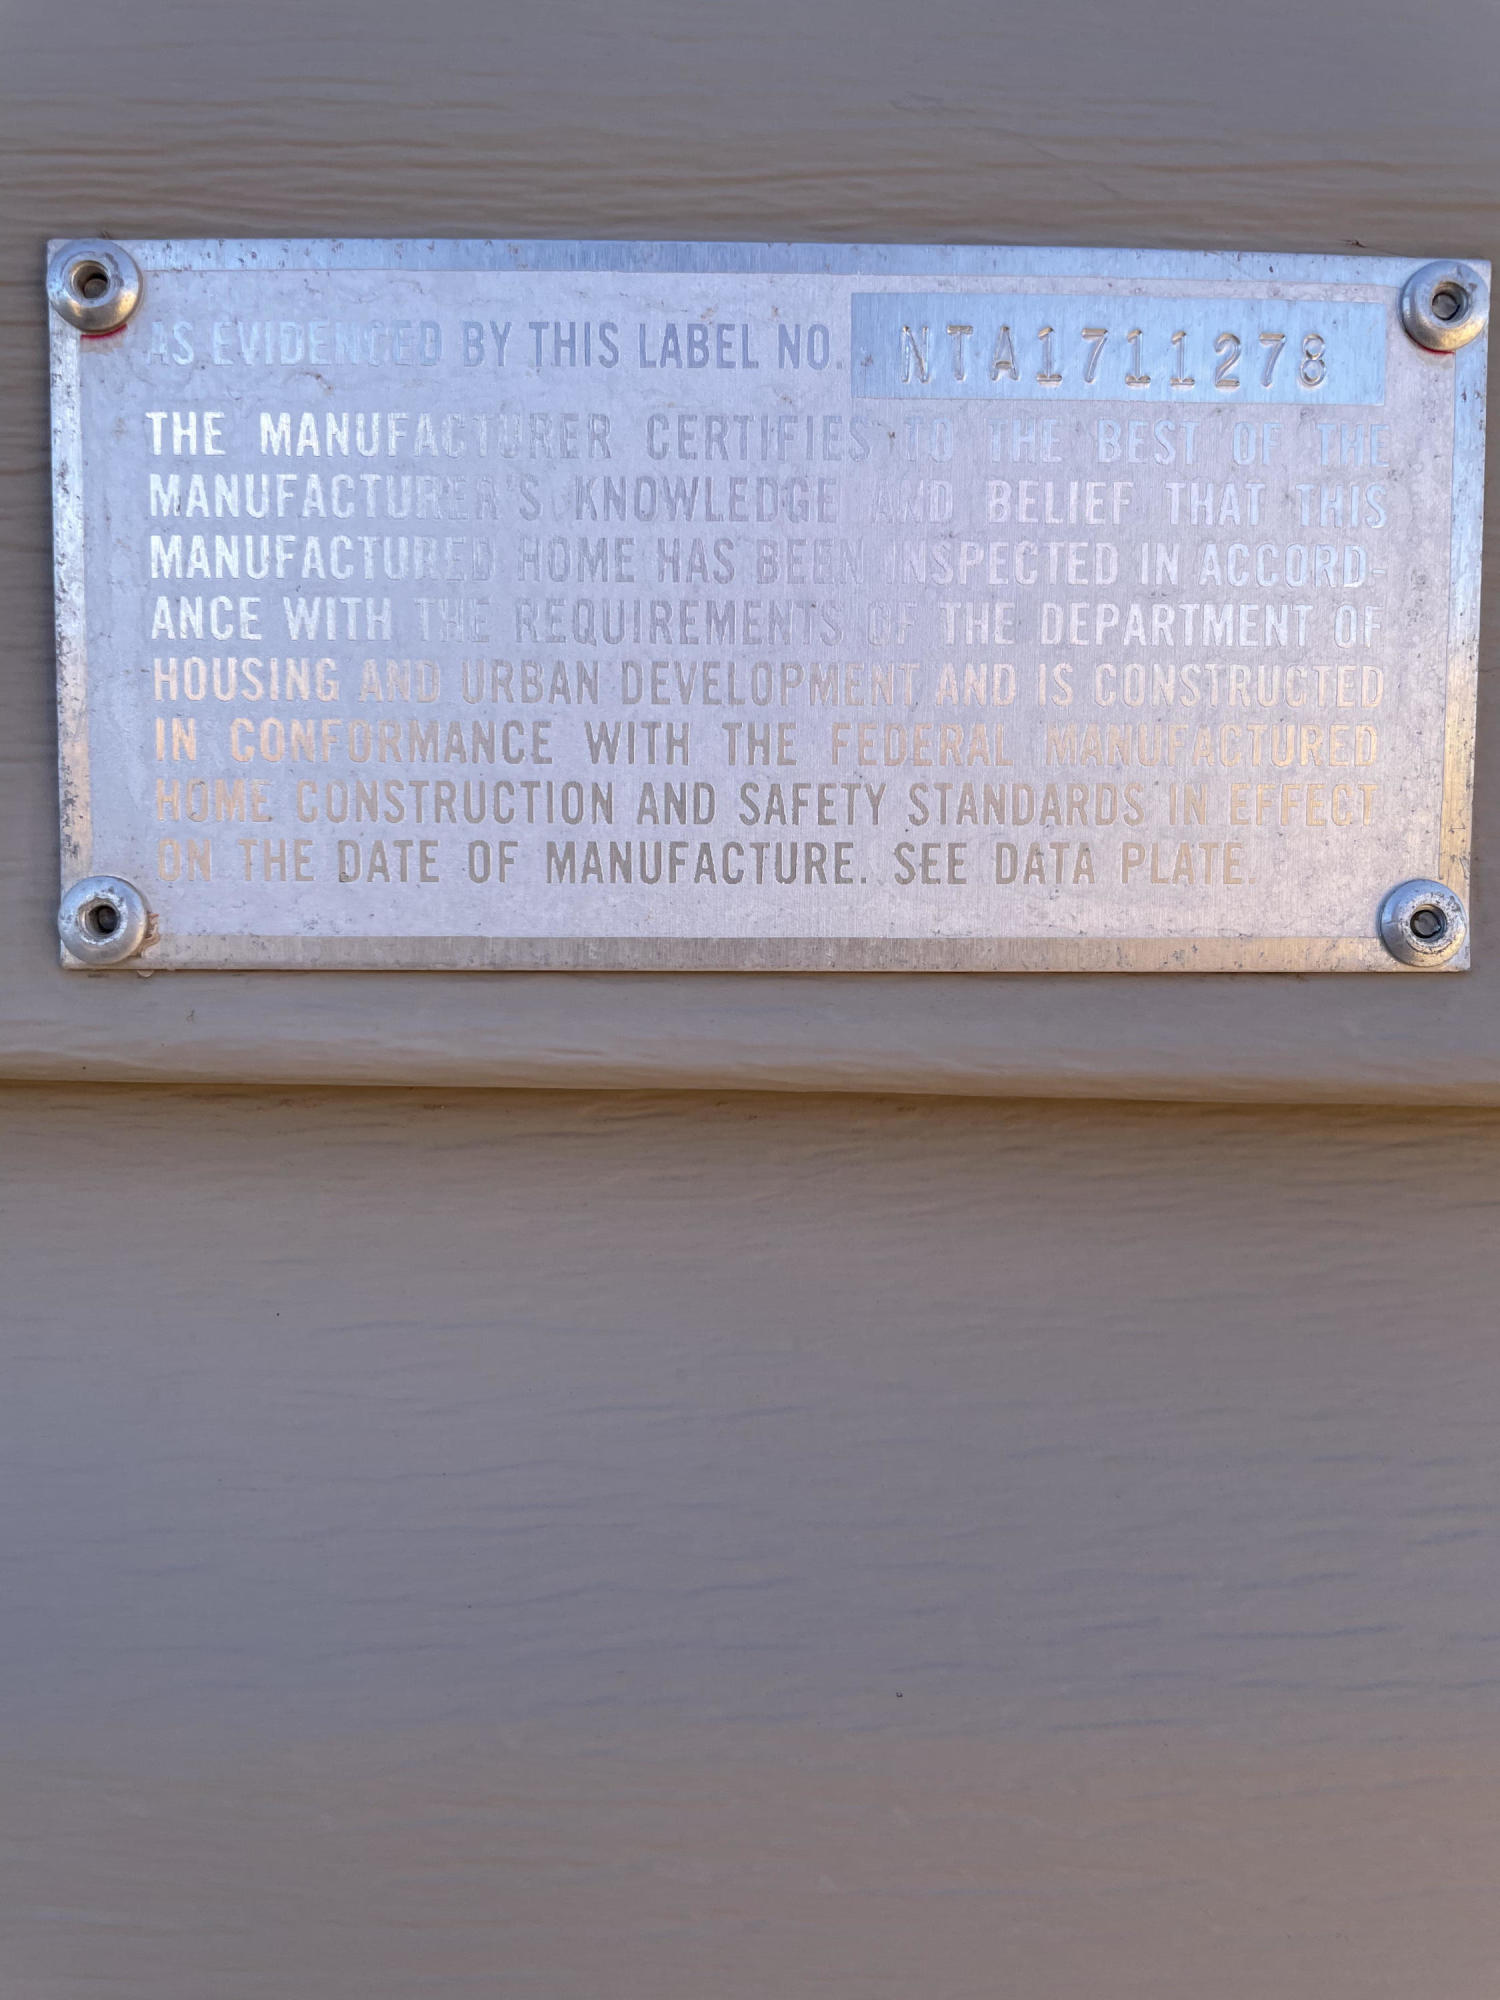 AS EVIDENCED BY THIS LABEL NO. NTA1711278
THE MANUFACTURER CERTIFIES TO THE BEST OF THE
MANUFACTURER'S KNOWLEDGE AND BELIEF THAT THIS
MANUFACTURED HOME HAS BEEN INSPECTED IN ACCORD-
ANCE WITH THE REQUIREMENTS OF THE DEPARTMENT OF
HOUSING AND URBAN DEVELOPMENT AND IS CONSTRUCTED
IN CONFORMANCE WITH THE FEDERAL MANUFACTURED
HOME CONSTRUCTION AND SAFETY STANDARDS IN EFFECT
ON THE DATE OF MANUFACTURE. SEE DATA PLATE.